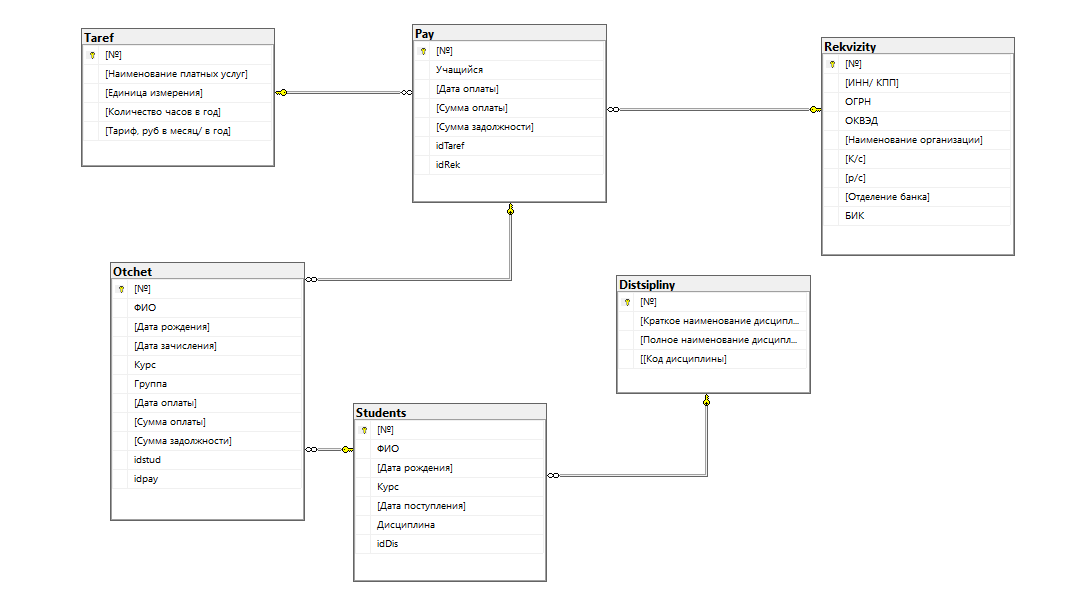 Taref
[№]
[Наименование платных услуг]
[Единица измерения]
[Количество часов в год]
[Тариф, руб в месяц/ в год]
Pay
[№]
Учащийся
[Дата оплаты]
[Сумма оплаты]
[Сумма задолжности]
idTaref
idRek
Rekvizity
[№]
[ИНН/ КПП]
ОГРН
ОКВЭД
[Наименование организации]
[К/с]
[р/с]
[Отделение банка]
БИК
Otchet
[№]
ФИО
[Дата рождения]
[Дата зачисления]
Курс
Группа
[Дата оплаты]
[Сумма оплаты]
[Сумма задолжности]
idstud
idpay
Distsipliny
[№]
[Краткое наименование дисципл...
[Полное наименование дисципл...
[[Код дисциплины]
Students
[№]
ФИО
[Дата рождения]
Курс
[Дата поступления]
Дисциплина
idDis